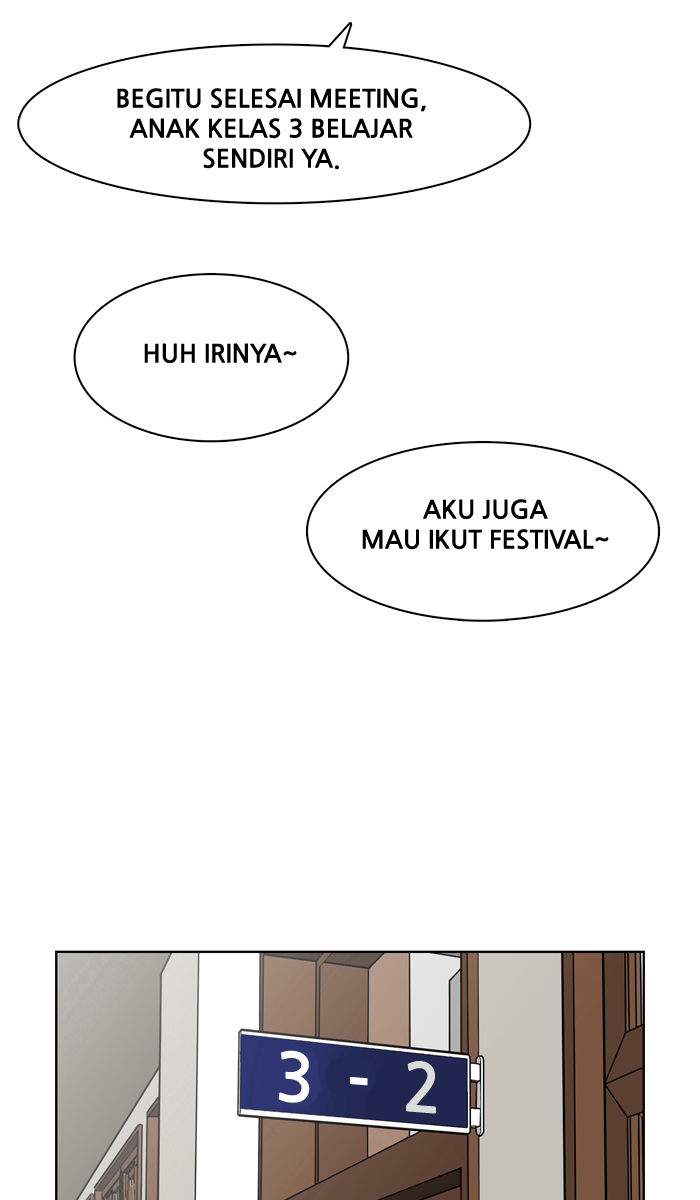 BEGITU SELESAI MEETING,
ANAK KELAS 3 BELAJAR
SENDIRI YA.
HUH IRINYA~
AKU JUGA
MAU IKUT FESTIVAL~
3 - 2